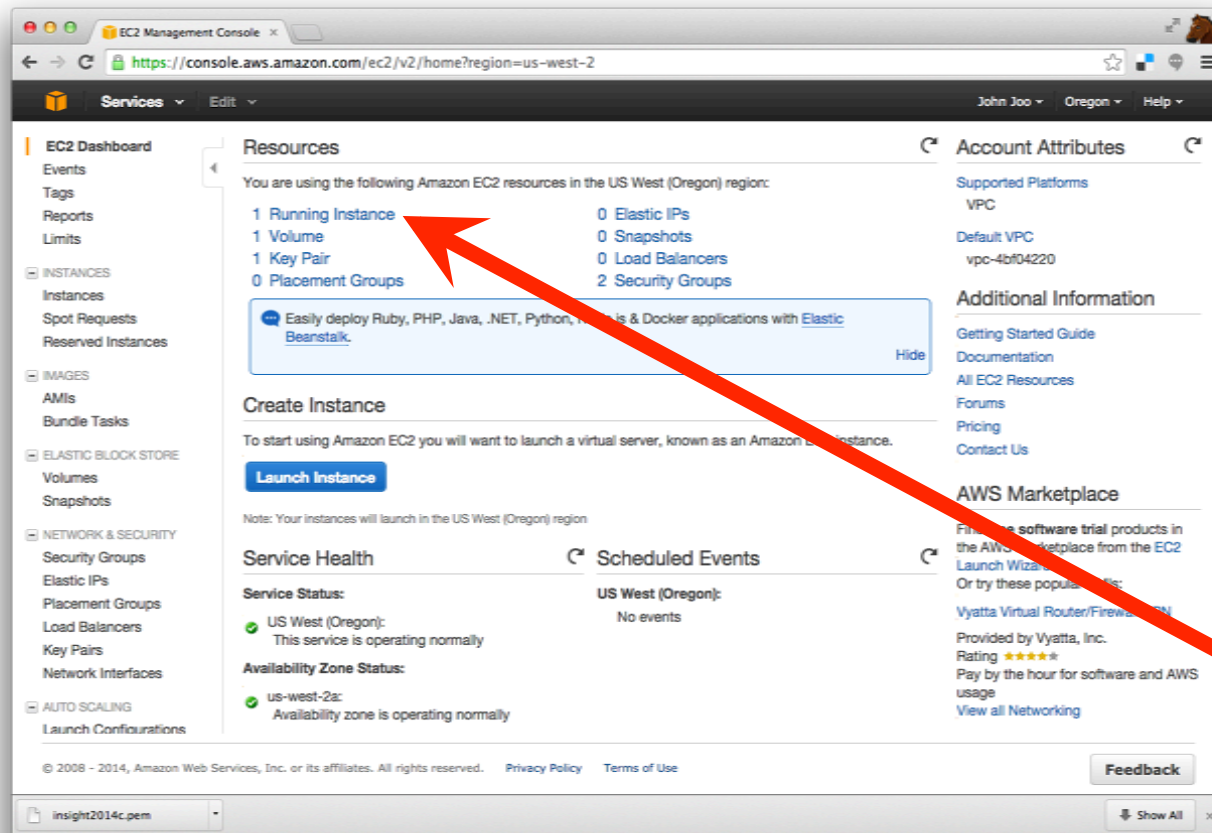 EC2 Management Console
https://console.aws.amazon.com/ec2/v2/home?region=us-west-2
Services Edit John Joo Oregon Help
EC2 Dashboard
Events
Tags
Reports
Limits
INSTANCES
Instances
Spot Requests
Reserved Instances
IMAGES
AMIs
Bundle Tasks
ELASTIC BLOCK STORE
Volumes
Snapshots
NETWORK & SECURITY
Security Groups
Elastic IPs
Placement Groups
Load Balancers
Key Pairs
Network Interfaces
AUTO SCALING
Launch Configurations
Resources
You are using the following Amazon EC2 resources in the US West (Oregon) region:
1 Running Instance
1 Volume
1 Key Pair
0 Placement Groups
0 Elastic IPs
0 Snapshots
0 Load Balancers
2 Security Groups
Easily deploy Ruby, PHP, Java, .NET, Python, & Docker applications with Elastic
Beanstalk.
Hide
Create Instance
To start using Amazon EC2 you will want to launch a virtual server, known as an Amazon instance.
Launch Instance
Note: Your instances will launch in the US West (Oregon) region
Service Health
Service Status:
US West (Oregon):
This service is operating normally
Availability Zone Status:
us-west-2a:
Availability zone is operating normally
Scheduled Events
US West (Oregon):
No events
Account Attributes
Supported Platforms
VPC
Default VPC
vpc-4bf04220
Additional Information
Getting Started Guide
Documentation
All EC2 Resources
Forums
Pricing
Contact Us
AWS Marketplace
software trial products in
the AWS from the EC2
Launch
Or try these
Vyatta Virtual
Provided by Vyatta, Inc.
Rating
Pay by the hour for software and AWS
usage
View all Networking
© 2008 - 2014, Amazon Web Services, Inc. or its affiliates. All rights reserved. Privacy Policy Terms of Use
Feedback
insight2014c.pem
Show All